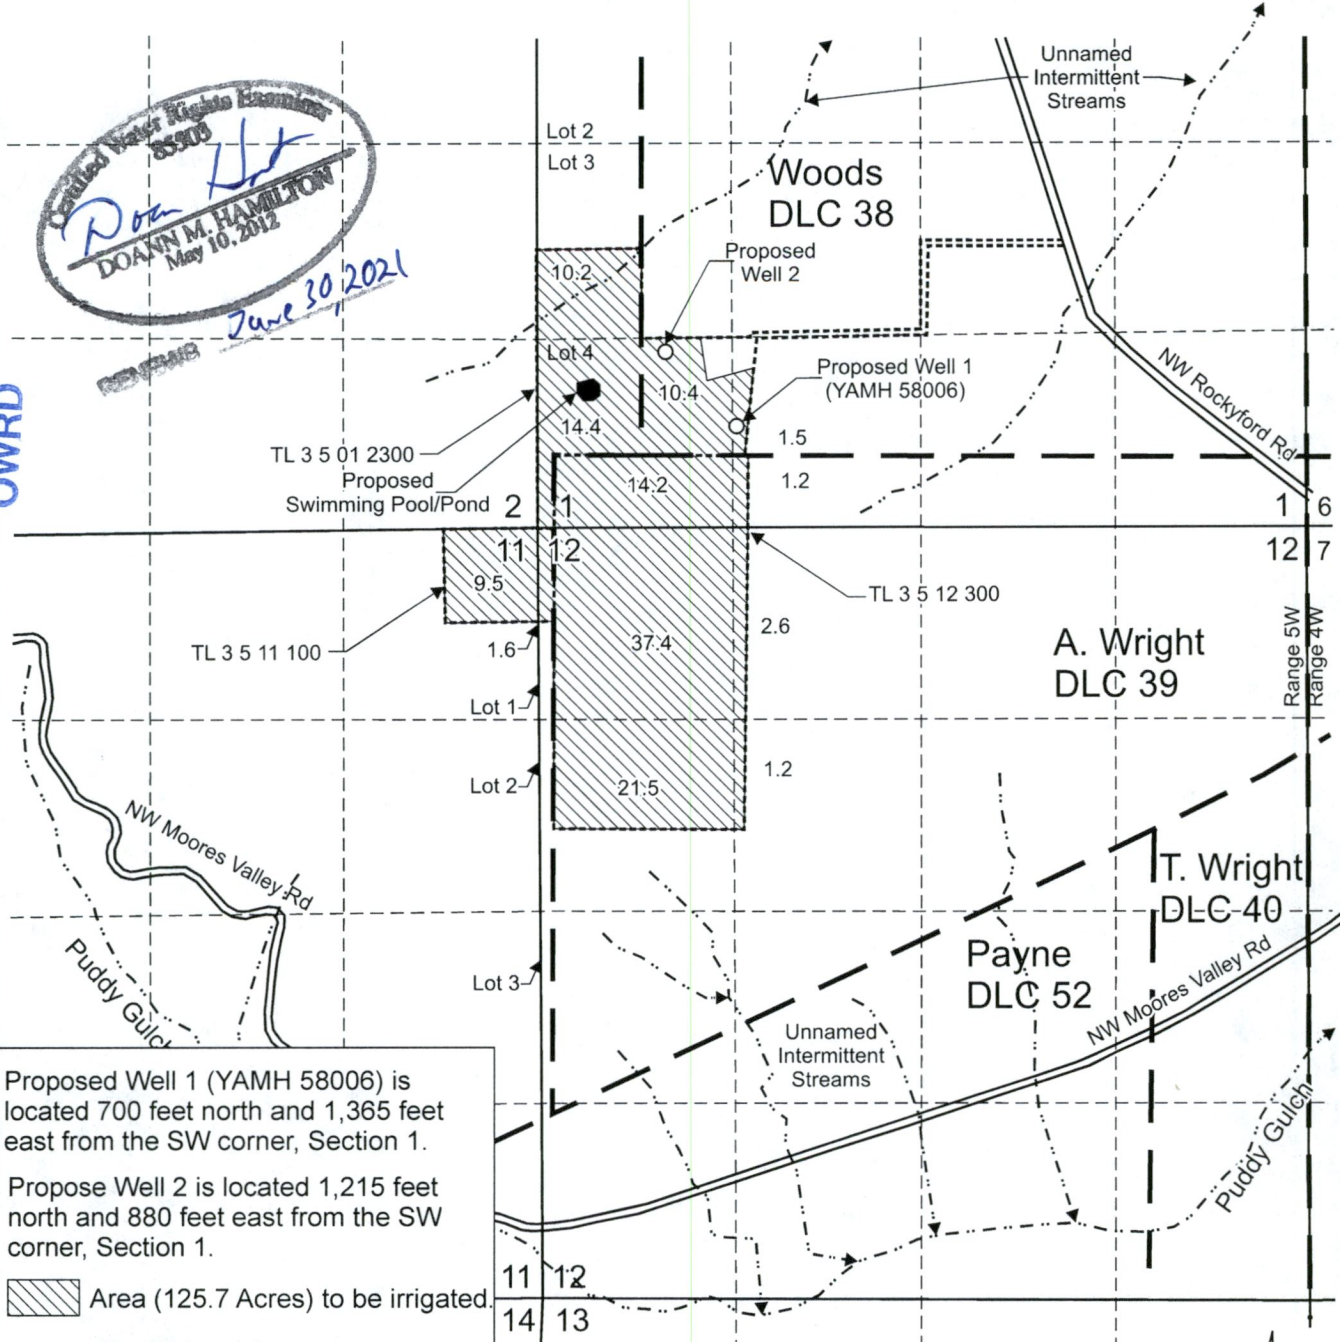 Certified Water Rights Examiner
85303
DOANN M. HAMILTON
May 10, 2012
June 30, 2021
OWRD
Unnamed
Intermittent
Streams
Lot 2
Lot 3
Woods
DLC 38
Proposed
Well 2
10.2
Lot 4
Proposed Well 1
(YAMH 58006)
NW Rockyford Rd
10.4
14.4
1.5
TL 3 5 01 2300
Proposed
Swimming Pool/Pond
14.2
1.2
2
1
1
6
11
12
12
7
9.5
TL 3 5 12 300
TL 3 5 11 100
1.6
37.4
2.6
A. Wright
DLC 39
Range 5W
Range 4W
Lot 1
Lot 2
21.5
1.2
NW Moores Valley Rd
T. Wright
DLC 40
Puddy Gulch
Lot 3
Payne
DLC 52
NW Moores Valley Rd
Unnamed
Intermittent
Streams
Puddy Gulch
Proposed Well 1 (YAMH 58006) is
located 700 feet north and 1,365 feet
east from the SW corner, Section 1.
Propose Well 2 is located 1,215 feet
north and 880 feet east from the SW
corner, Section 1.
Area (125.7 Acres) to be irrigated.
11
12
14
13